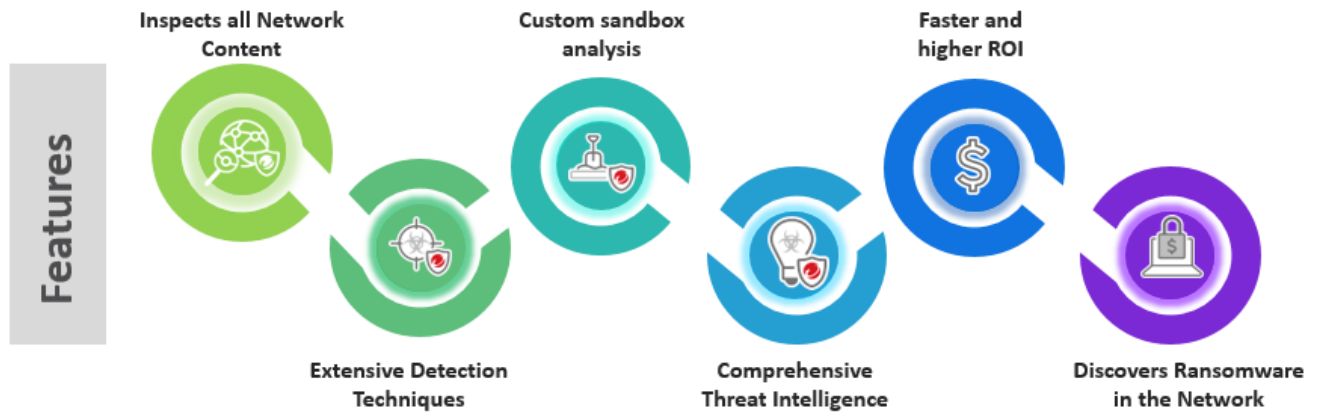 Features
Inspects all Network
Content
Extensive Detection
Techniques
Custom sandbox
analysis
Comprehensive
Threat Intelligence
Faster and
higher ROI
Discovers Ransomware
in the Network
$
$